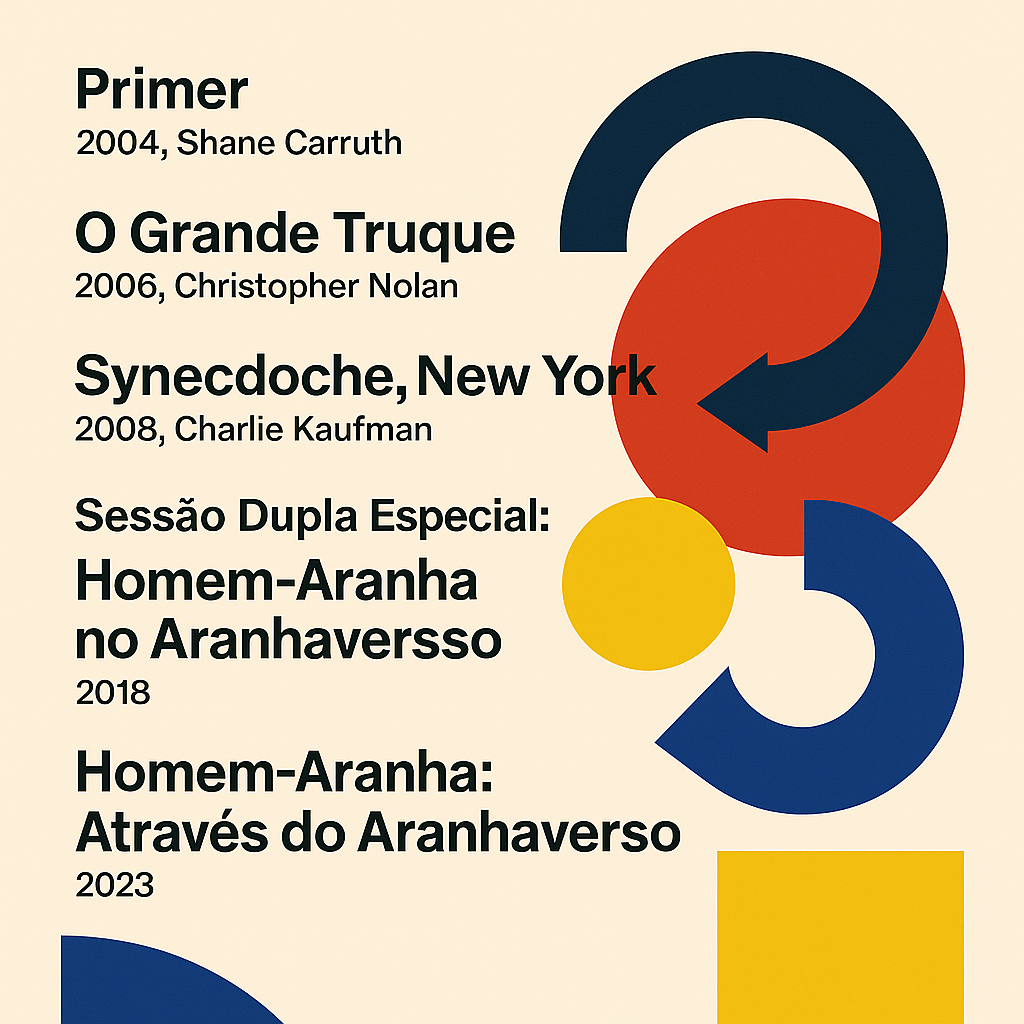 Primer
2004, Shane Carruth
O Grande Truque
2006, Christopher Nolan
Synecdoche, New York
2008, Charlie Kaufman
Sessão Dupla Especial:
Homem-Aranha
no Aranhaversso
2018
Homem-Aranha:
Através do Aranhaverso
2023